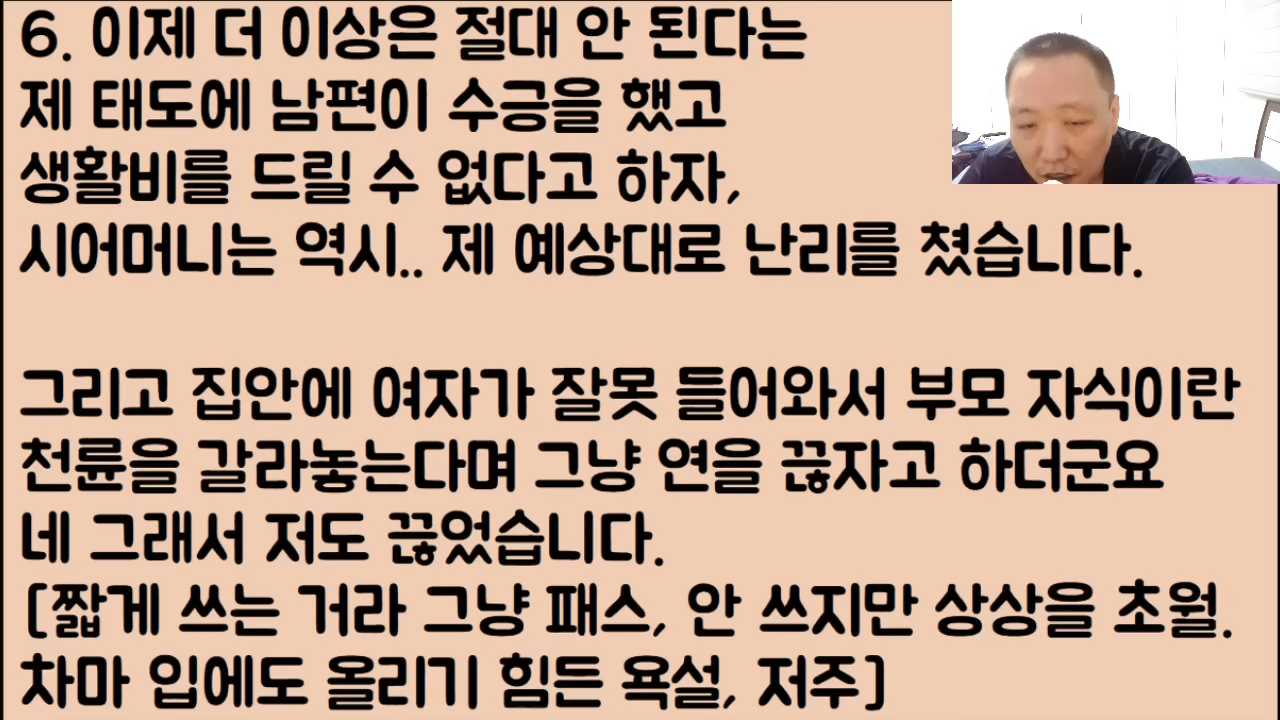 6. 이제 더 이상은 절대 안 된다는
제 태도에 남편이 수긍을 했고
생활비를 드릴 수 없다고 하자,
시어머니는 역시.. 제 예상대로 난리를 쳤습니다.
그리고 집안에 여자가 잘못 들어와서 부모 자식이란
천륜을 갈라놓는다며 그냥 연을 끊자고 하더군요
네 그래서 저도 끊었습니다.
[짧게 쓰는 거라 그냥 패스, 안 쓰지만 상상을 초월.
차마 입에도 올리기 힘든 욕설, 저주]